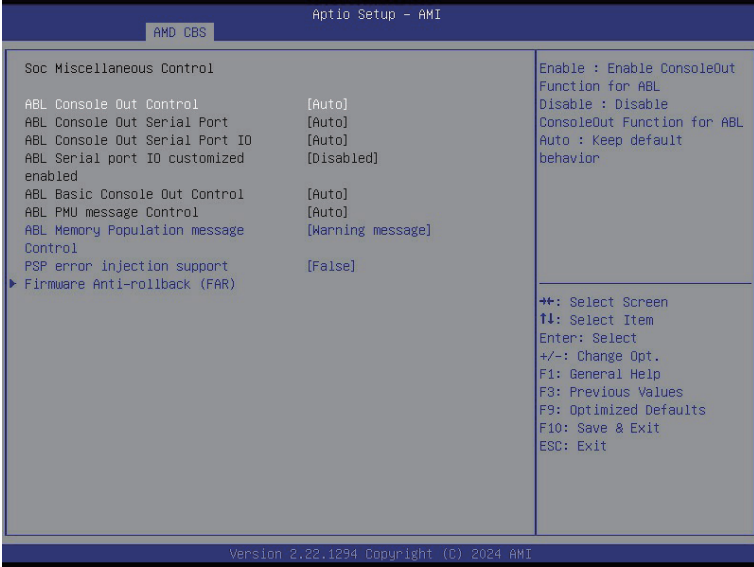 Aptio Setup – AMI
AMD CBS
Soc Miscellaneous Control
ABL Console Out Control [Auto]
ABL Console Out Serial Port [Auto]
ABL Console Out Serial Port IO [Auto]
ABL Serial port IO customized [Disabled]
enabled
ABL Basic Console Out Control [Auto]
ABL PMU message Control [Auto]
ABL Memory Population message [Warning message]
Control
PSP error injection support [False]
Firmware Anti-rollback (FAR)
Enable : Enable ConsoleOut
Function for ABL
Disable : Disable
ConsoleOut Function for ABL
Auto : Keep default
behavior
→←: Select Screen
↑↓: Select Item
Enter: Select
+/-: Change Opt.
F1: General Help
F3: Previous Values
F9: Optimized Defaults
F10: Save & Exit
ESC: Exit
Version 2.22.1294 Copyright (C) 2024 AMI